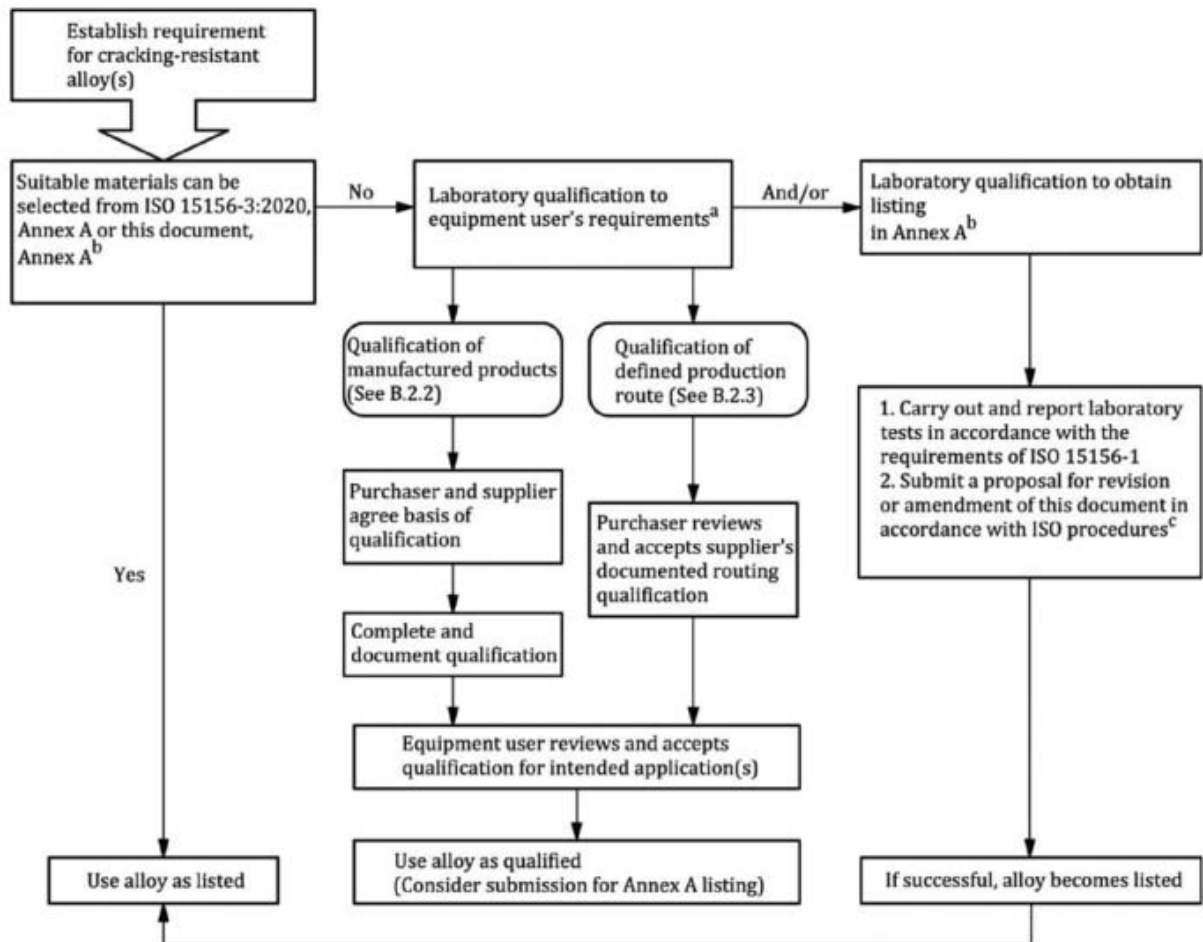 Establish requirement
for cracking-resistant
alloy(s)
Suitable materials can be
selected from ISO 15156-3:2020,
Annex A or this document,
Annex Ab
No
Laboratory qualification to
equipment user's requirementsa
And/or
Laboratory qualification to obtain
listing
in Annex Ab
Qualification of
manufactured products
(See B.2.2)
Qualification of
defined production
route (See B.2.3)
1. Carry out and report laboratory
tests in accordance with the
requirements of ISO 15156-1
2. Submit a proposal for revision
or amendment of this document in
accordance with ISO proceduresc
Purchaser and supplier
agree basis of
qualification
Purchaser reviews
and accepts supplier's
documented routing
qualification
Yes
Complete and
document qualification
Equipment user reviews and accepts
qualification for intended application(s)
Use alloy as listed
Use alloy as qualified
(Consider submission for Annex A listing)
If successful, alloy becomes listed